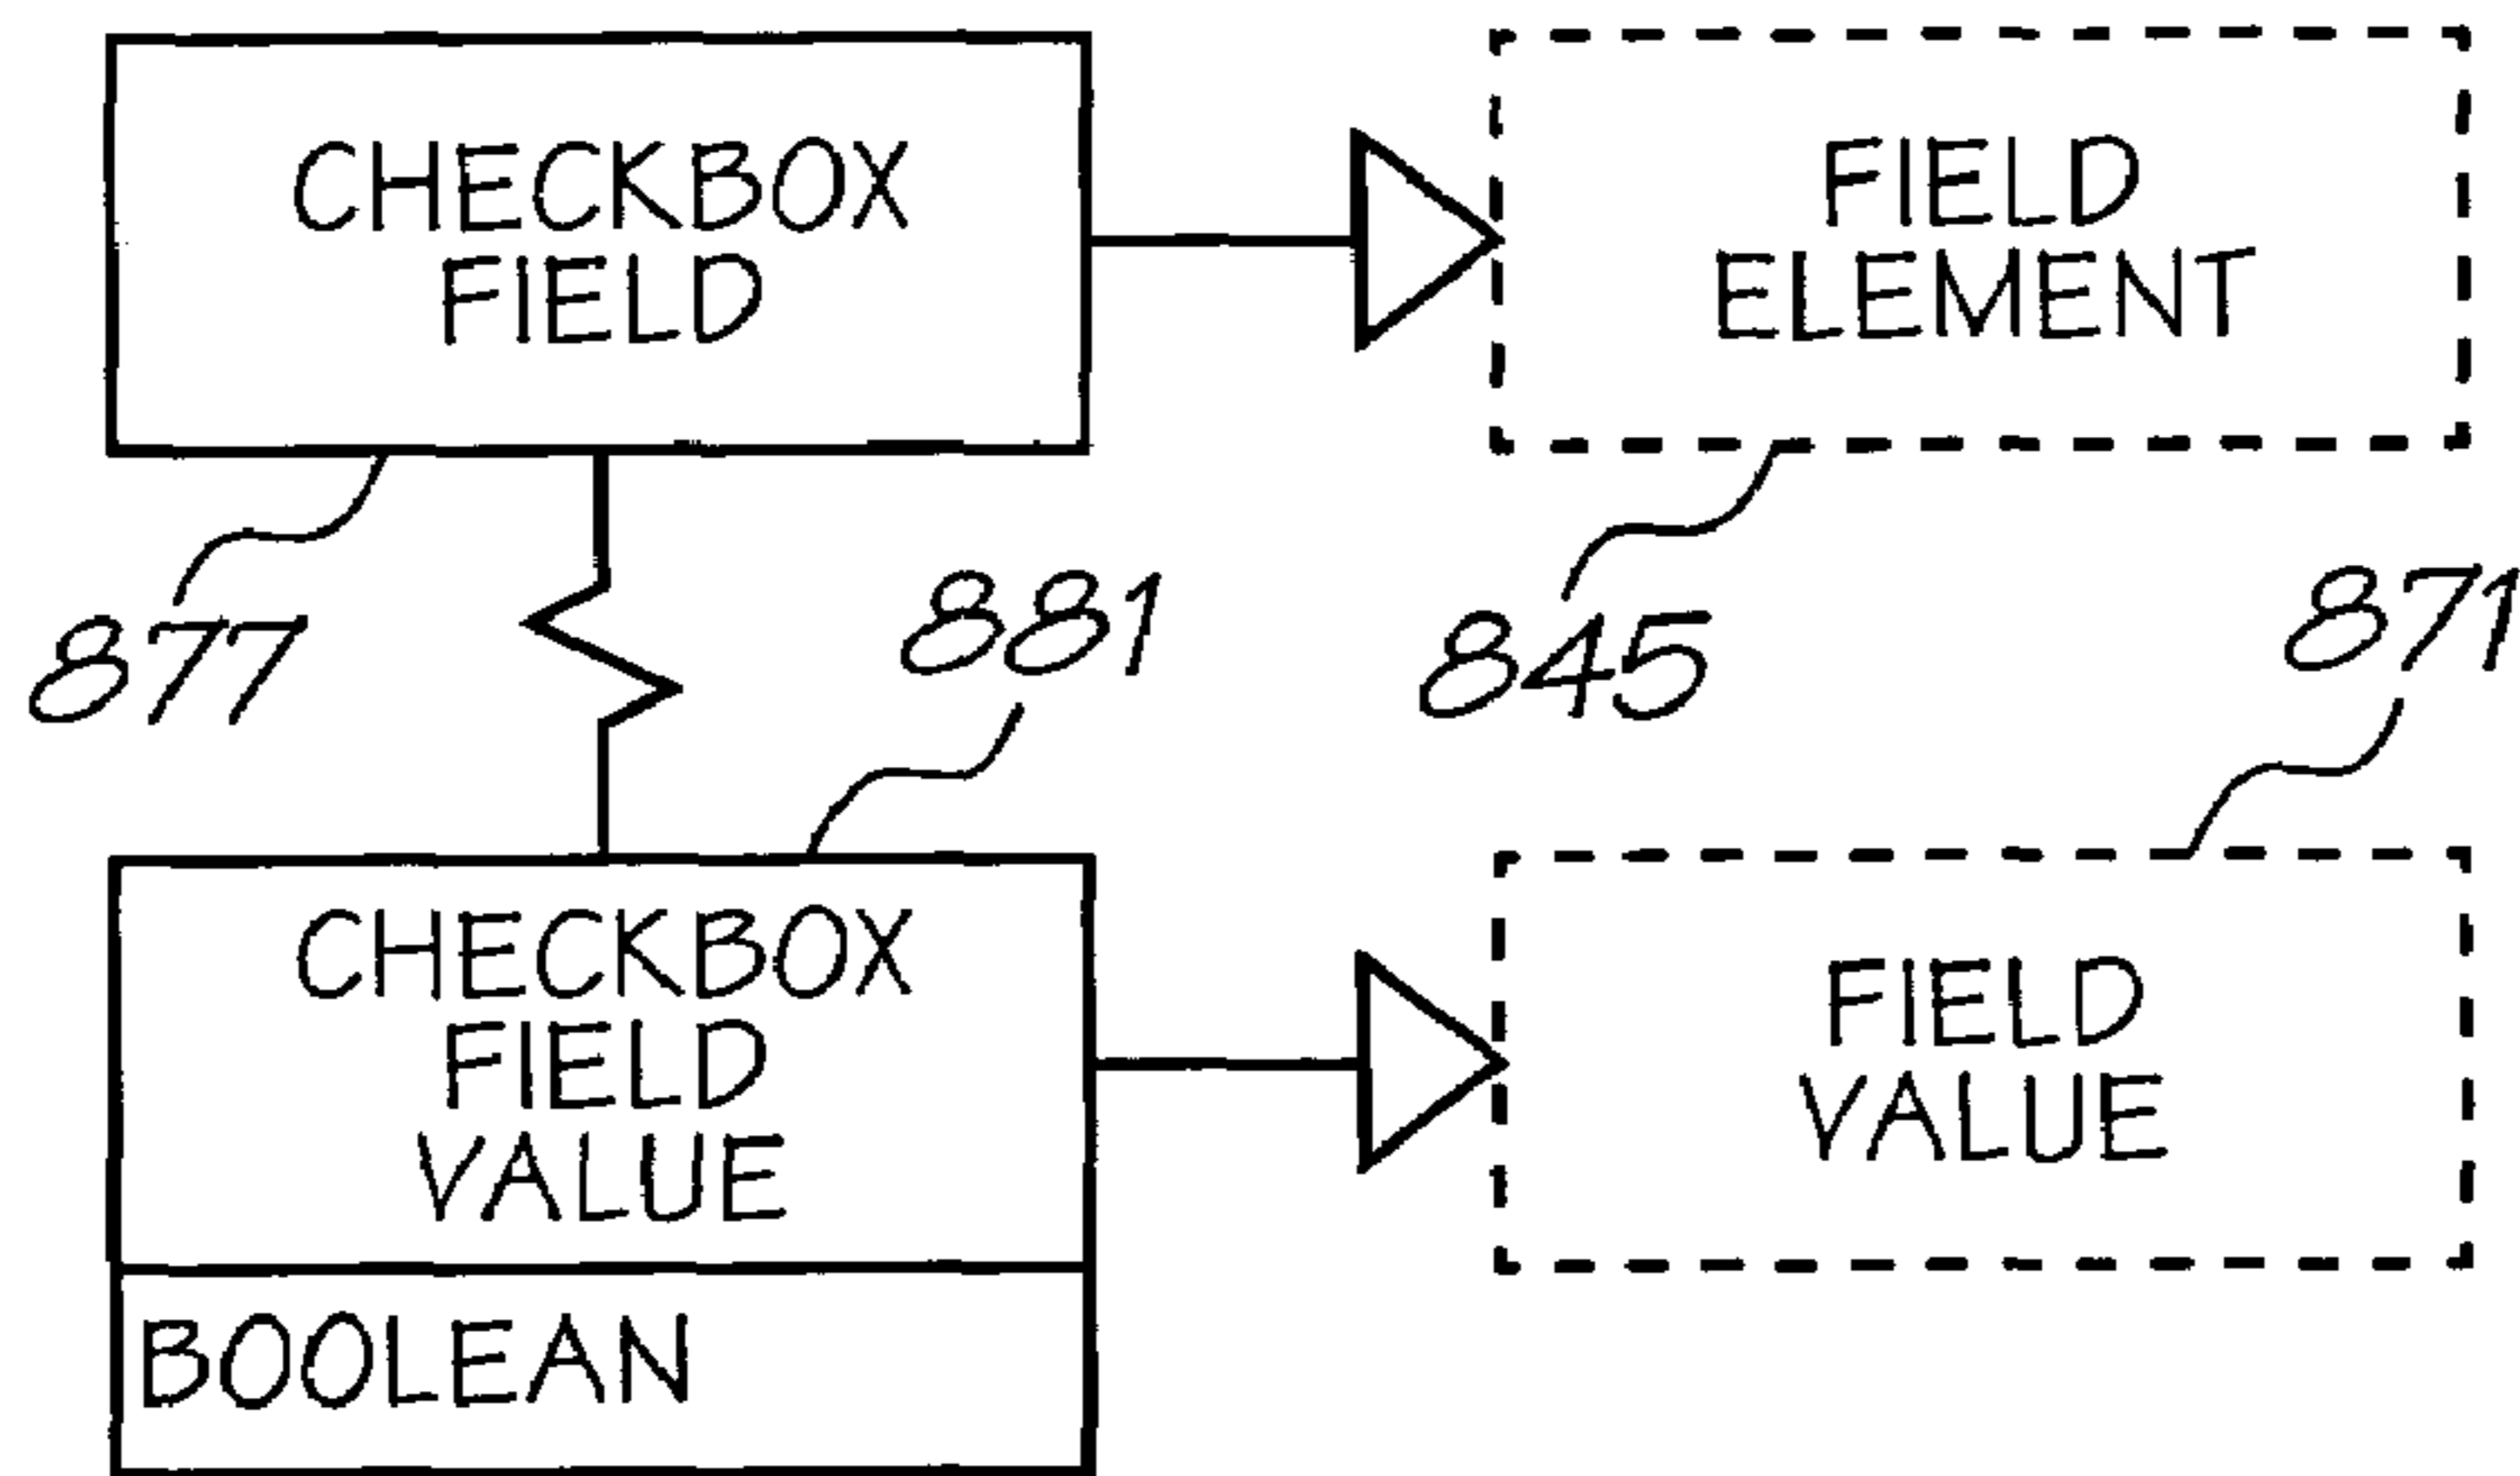 CHECKBOX
FIELD
FIELD
ELEMENT
877
881
845
871
CHECKBOX
FIELD
VALUE
FIELD
VALUE
BOOLEAN